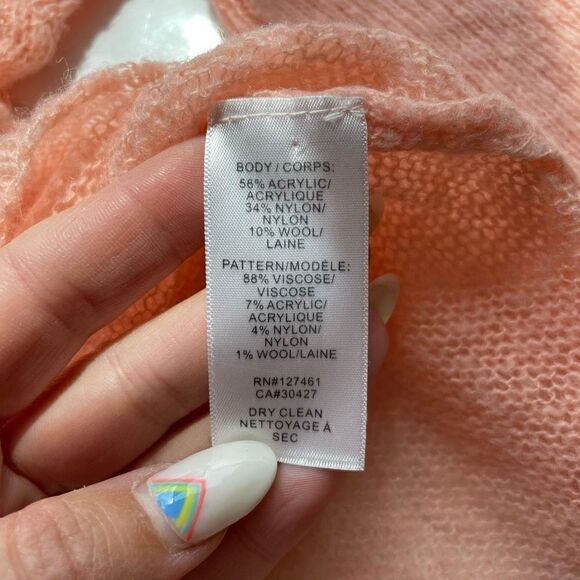 BODY / CORPS:
56% ACRYLIC/
ACRYLIQUE
34% NYLON/
NYLON
10% WOOL/
LAINE
PATTERN/MODÈLE:
88% VISCOSE/
VISCOSE
7% ACRYLIC/
ACRYLIQUE
4% NYLON/
NYLON
1% WOOL/LAINE
RN#127461
CA#30427
DRY CLEAN
NETTOYAGE À
SEC